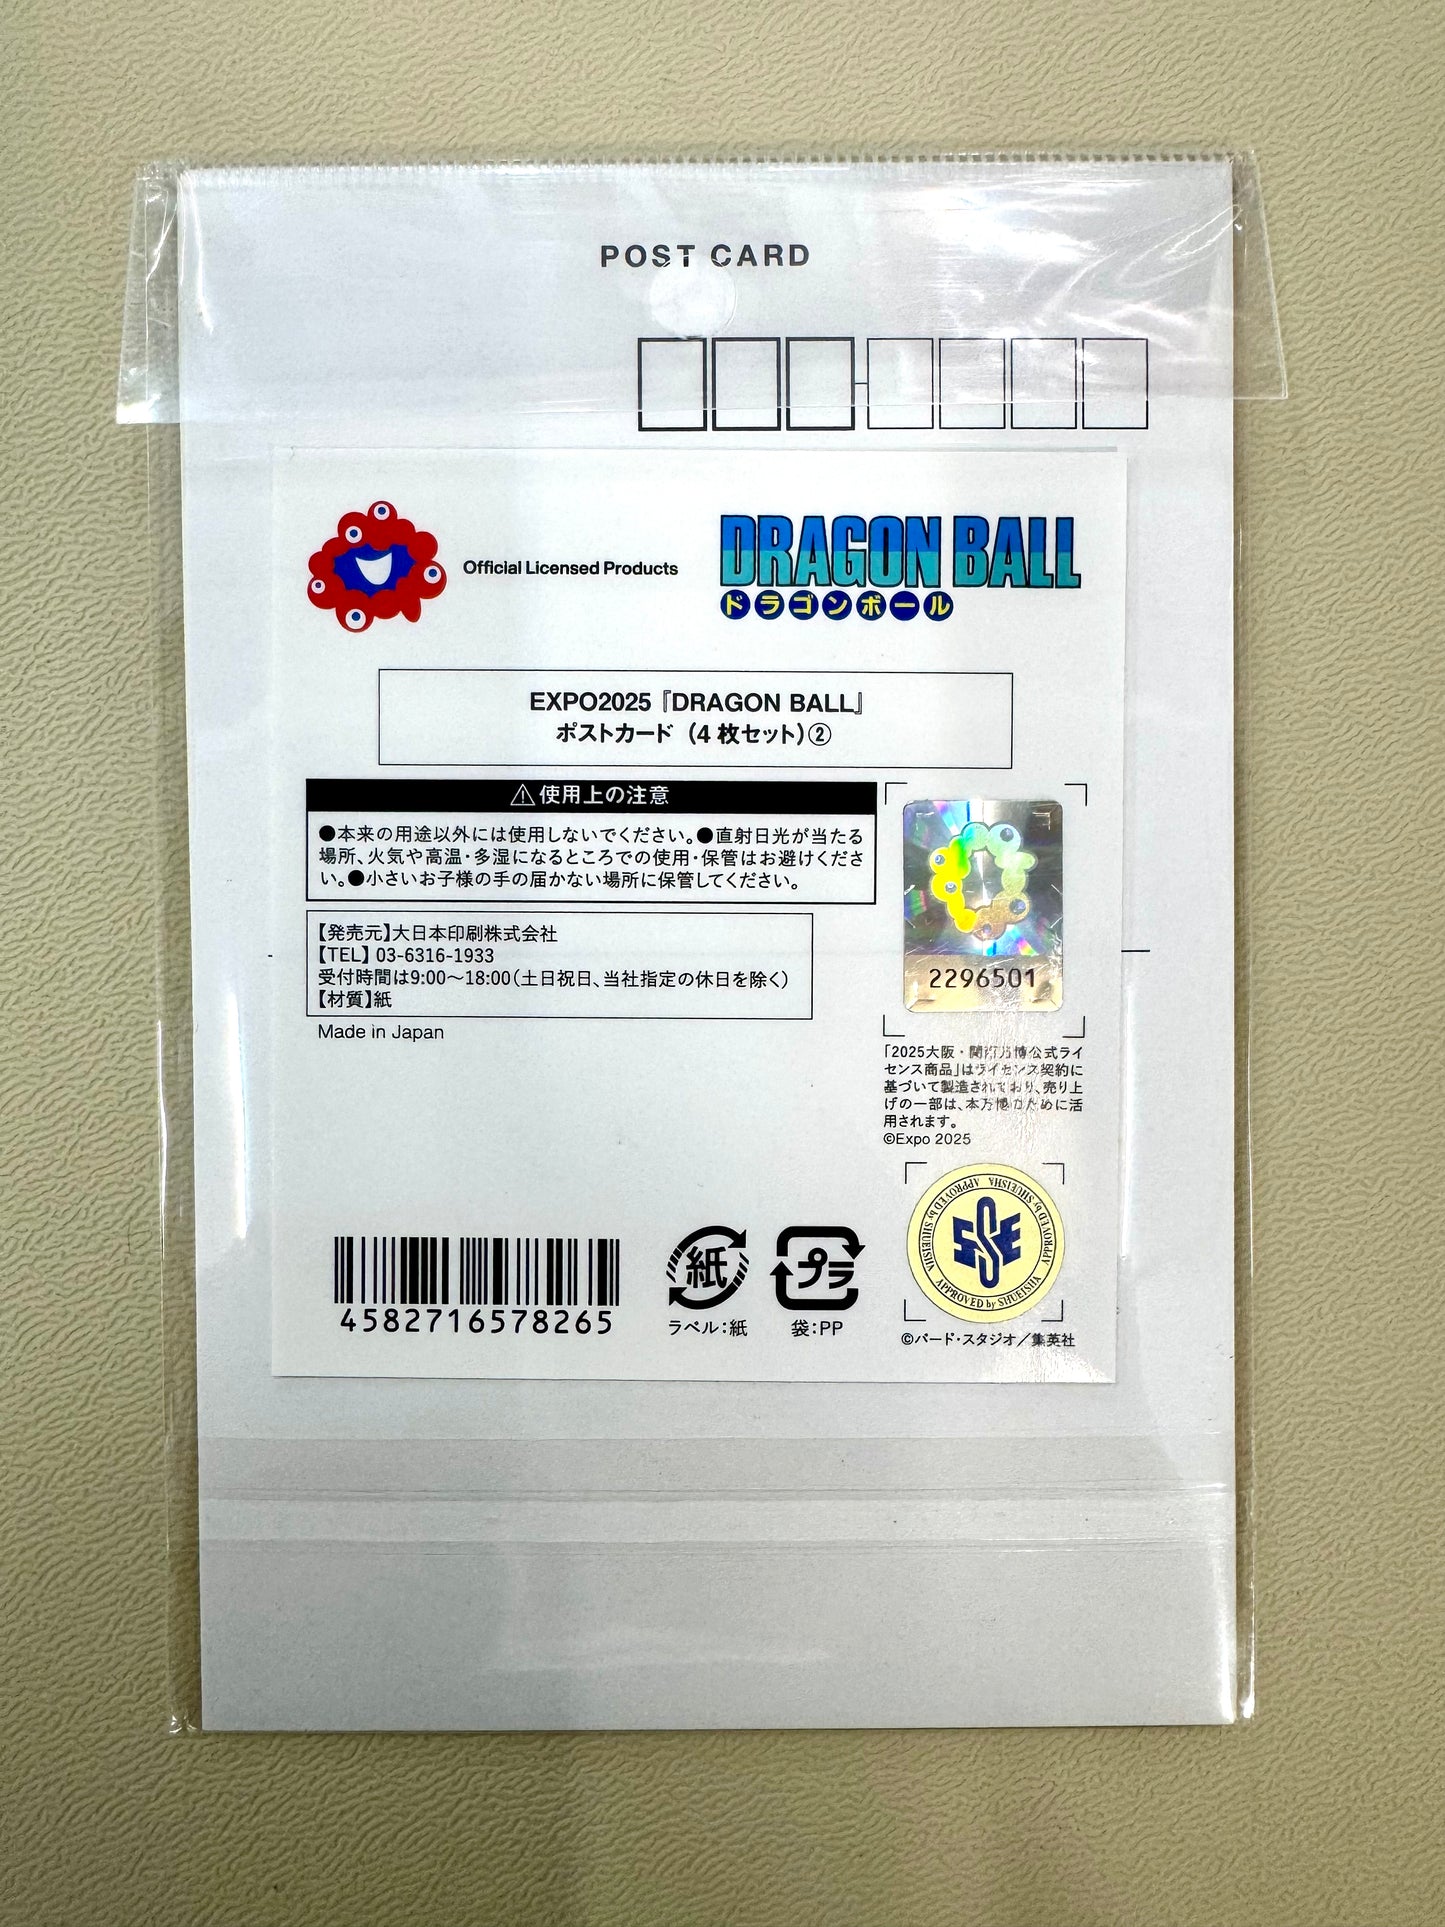 POST CARD
Official Licensed Products
DRAGON BALL
ドラゴンボール
EXPO2025『DRAGON BALL』
ポストカード（4枚セット）②
⚠使用上の注意
●本来の用途以外には使用しないでください。●直射日光が当たる
場所、火気や高温・多湿になるところでの使用・保管はお避けくださ
い。●小さいお子様の手の届かない場所に保管してください。
【発売元】大日本印刷株式会社
【TEL】03-6316-1933
受付時間は9:00〜18:00（土日祝日、当社指定の休日を除く）
【材質】紙
Made in Japan
2296501
「2025大阪・関西万博公式ライ
センス商品」はライセンス契約に
基づいて製造されており、売り上
げの一部は、本万博のために活
用されます。
©Expo 2025
APPROVED by SHUEISHA APPROVED by SHUEISHA APPROVED by SHUEISHA
SE
4582716578265
紙
ラベル：紙
プラ
袋：PP
©バード・スタジオ／集英社